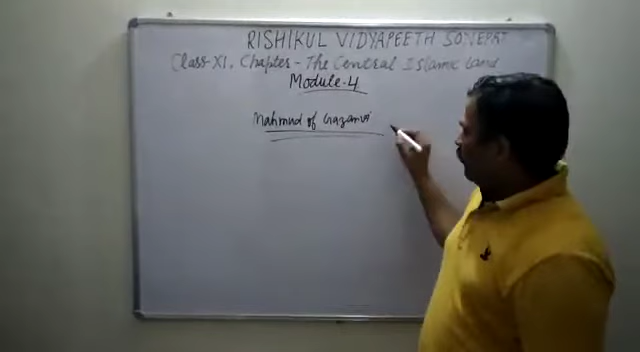 RISHIKUL VIDYAPEETH SONEPAT
Class-XI, Chapter- The Central Islamic Land
Module-4
Mahmud of Gazanvi